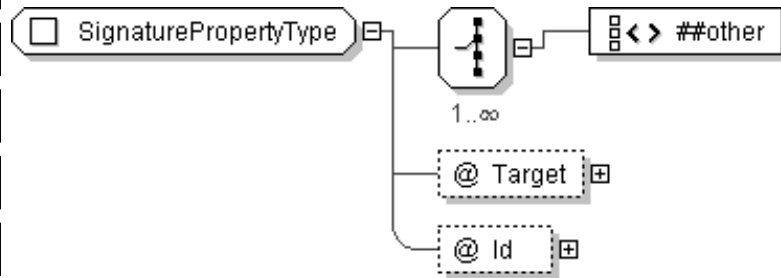 SignaturePropertyType
##other
1..∞
@ Target
@ Id